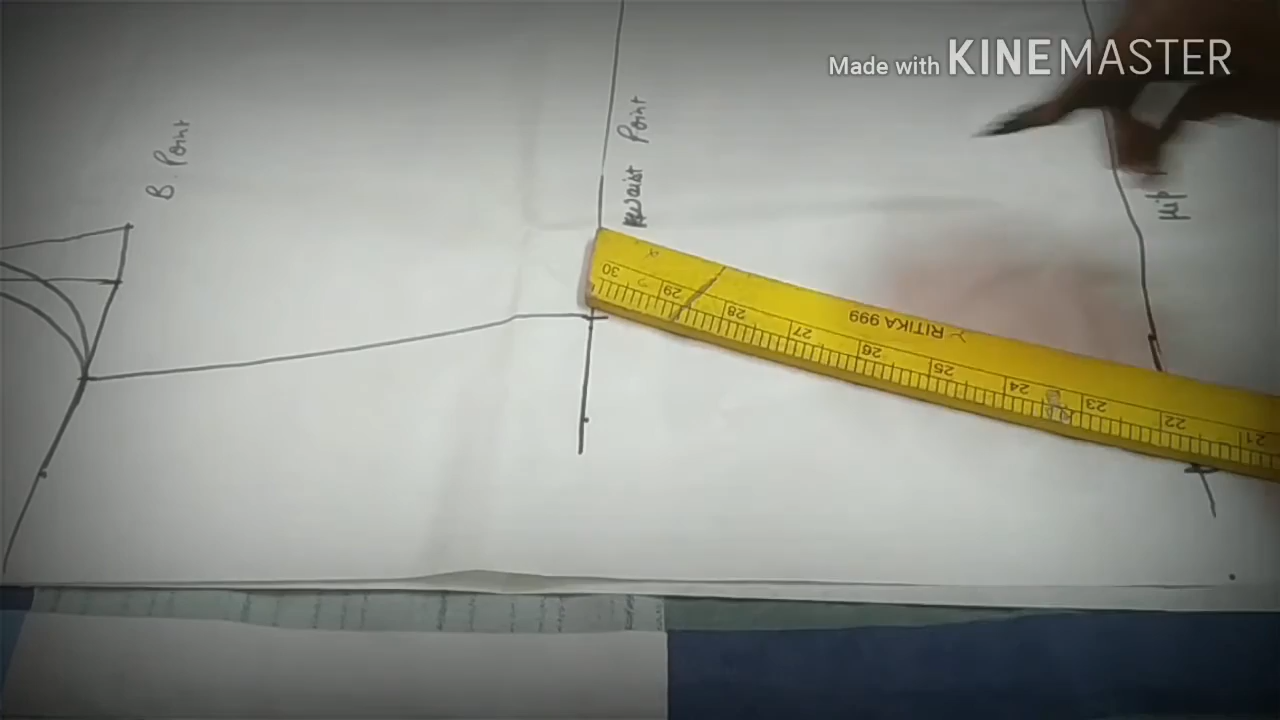 Made with KINEMASTER
B. Point
Waist Point
Hip
30 29 28 27 26 25 24 23 22 21
RITIKA 999